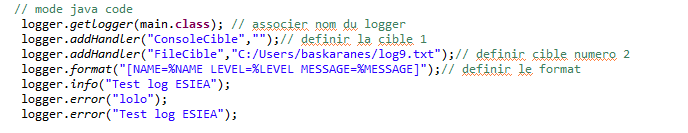 // mode java code
logger.getlogger(main.class); // associer nom du logger
logger.addHandler("ConsoleCible","");// definir la cible 1
logger.addHandler("FileCible","C:/Users/baskaranes/log9.txt");// definir cible numero 2
logger.format("[NAME=%NAME LEVEL=%LEVEL MESSAGE=%MESSAGE]");// definir le format
logger.info("Test log ESIEA");
logger.error("lolo");
logger.error("Test log ESIEA");